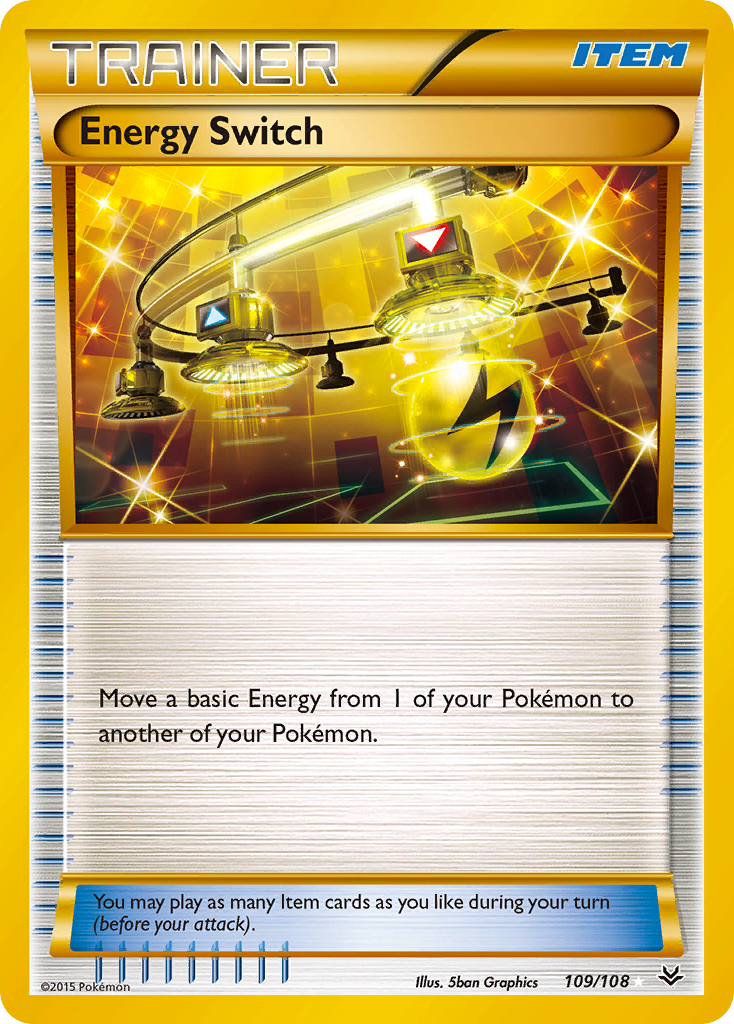 TRAINER
ITEM
Energy Switch
Move a basic Energy from 1 of your Pokémon to
another of your Pokémon.
You may play as many Item cards as you like during your turn
(before your attack).
©2015 Pokémon
Illus. 5ban Graphics
109/108